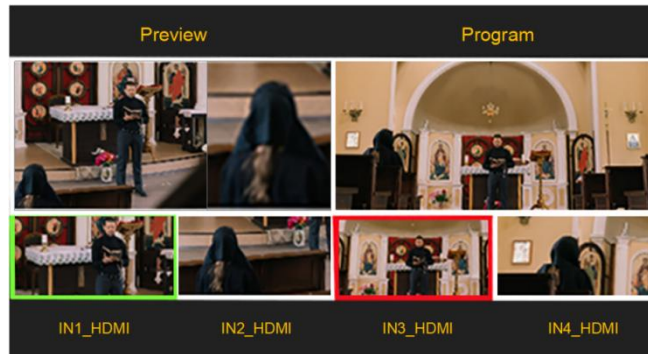 Preview
Program
IN1_HDMI
IN2_HDMI
IN3_HDMI
IN4_HDMI